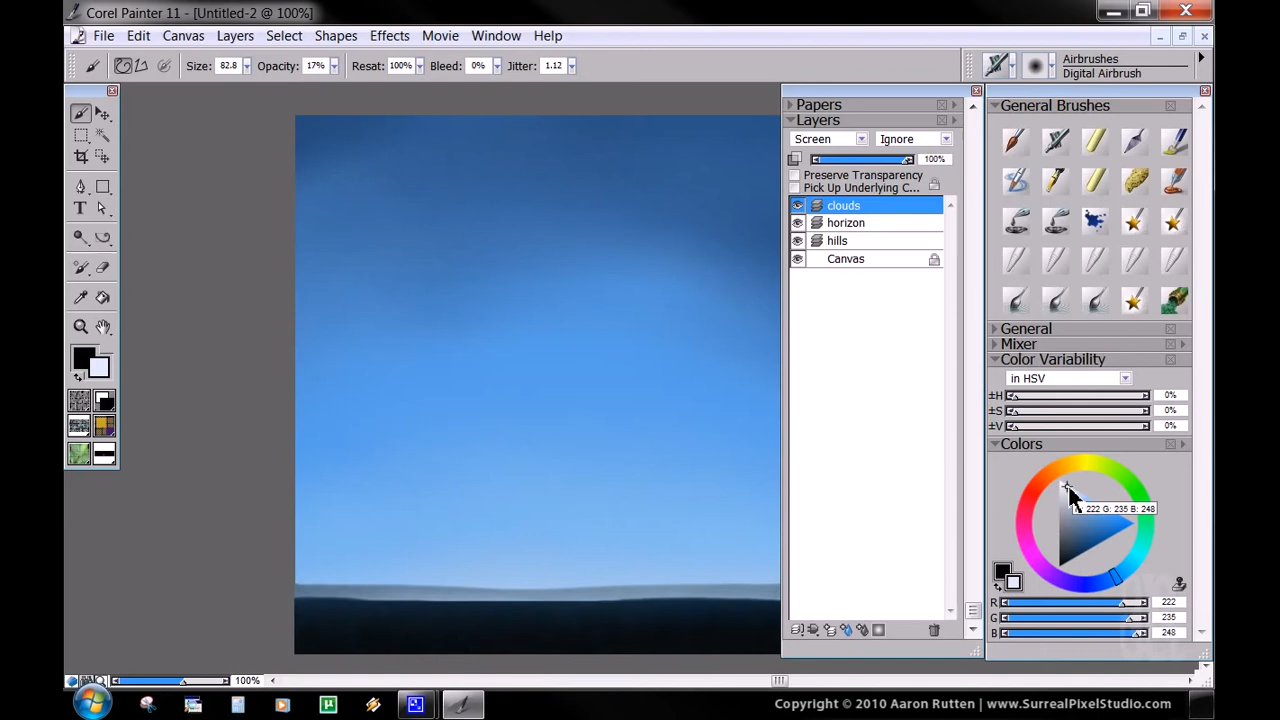 Corel Painter 11 - [Untitled-2 @ 100%]
File Edit Canvas Layers Select Shapes Effects Movie Window Help
Size: 82.8 Opacity: 17% Resat: 100% Bleed: 0% Jitter: 1.12
Airbrushes
Digital Airbrush
Papers
Layers
Screen Ignore
100%
Preserve Transparency
Pick Up Underlying C...
clouds
horizon
hills
Canvas
General Brushes
General
Mixer
Color Variability
in HSV
±H 0%
±S 0%
±V 0%
Colors
222 G: 235 B: 248
R 222
G 235
B 248
T
100%
Copyright © 2010 Aaron Rutten | www.SurrealPixelStudio.com